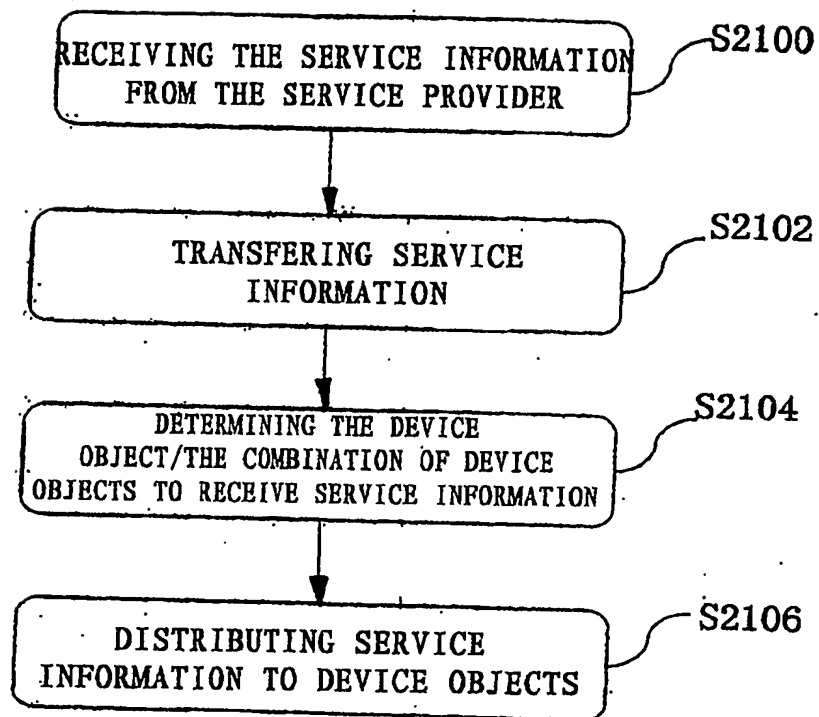 RECEIVING THE SERVICE INFORMATION
FROM THE SERVICE PROVIDER
S2100
TRANSFERING SERVICE
INFORMATION
S2102
DETERMINING THE DEVICE
OBJECT/THE COMBINATION OF DEVICE
OBJECTS TO RECEIVE SERVICE INFORMATION
S2104
DISTRIBUTING SERVICE
INFORMATION TO DEVICE OBJECTS
S2106